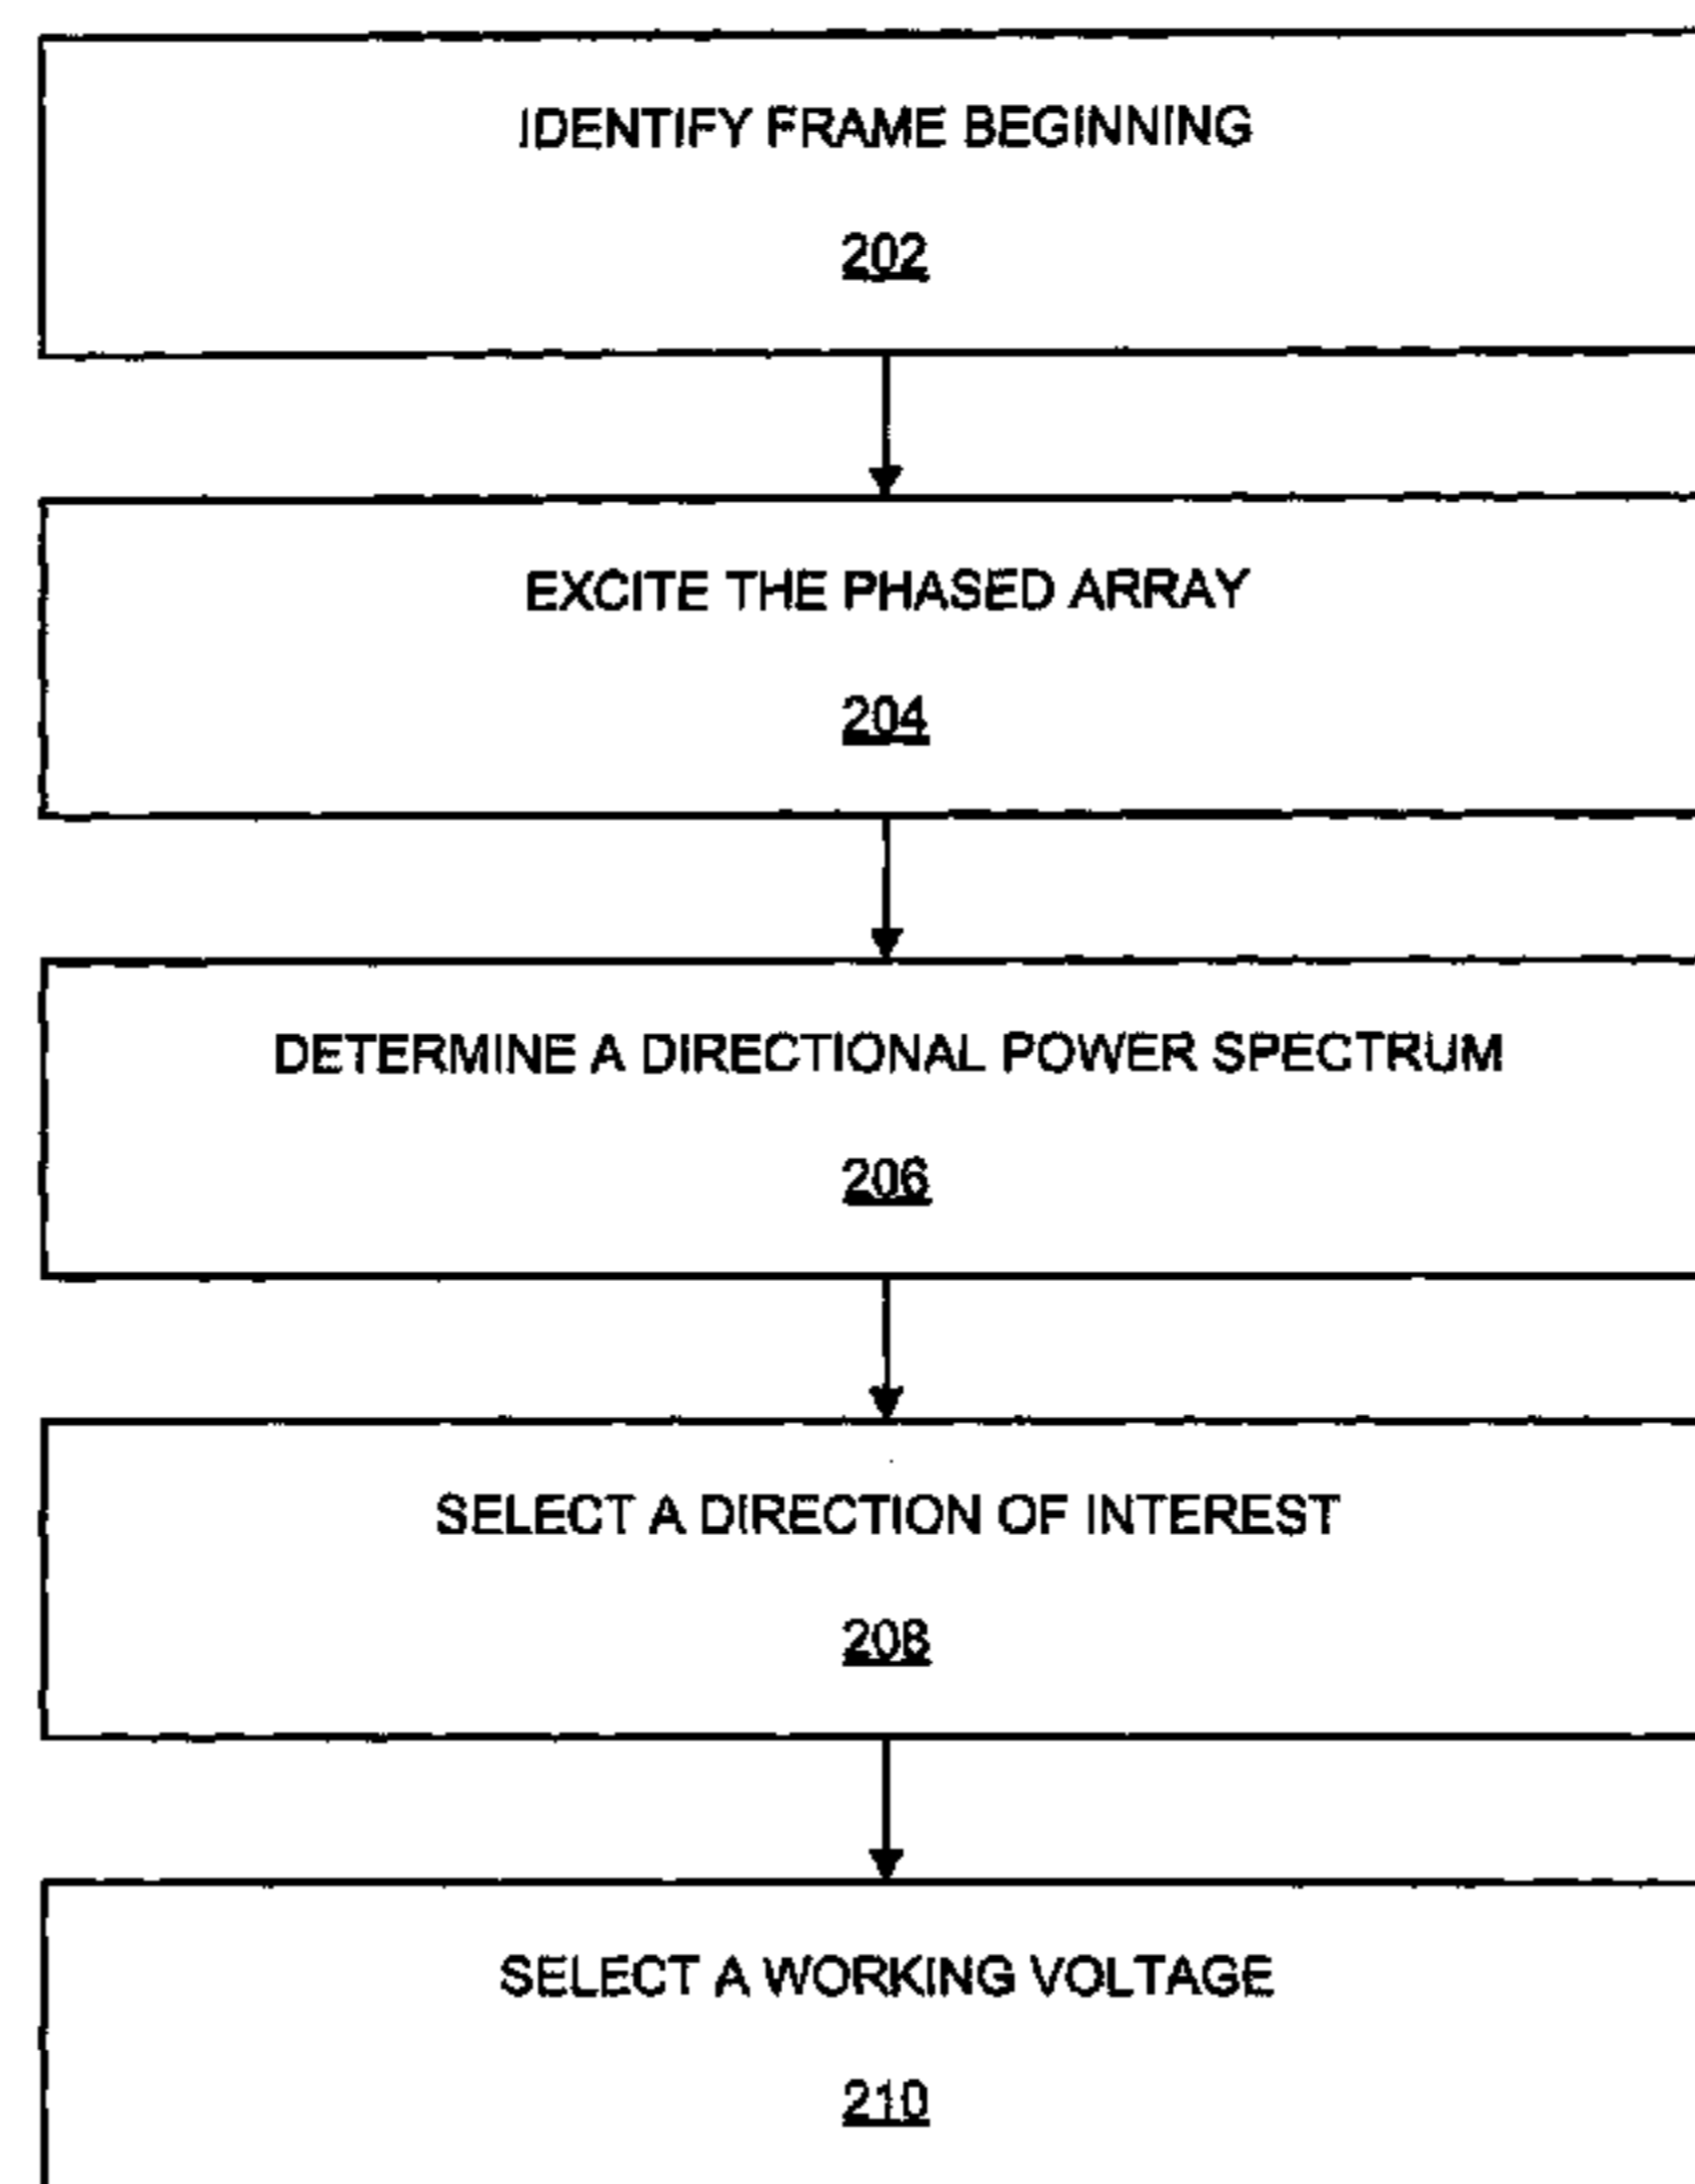 IDENTIFY FRAME BEGINNING
202
EXCITE THE PHASED ARRAY
204
DETERMINE A DIRECTIONAL POWER SPECTRUM
206
SELECT A DIRECTION OF INTEREST
208
SELECT A WORKING VOLTAGE
210